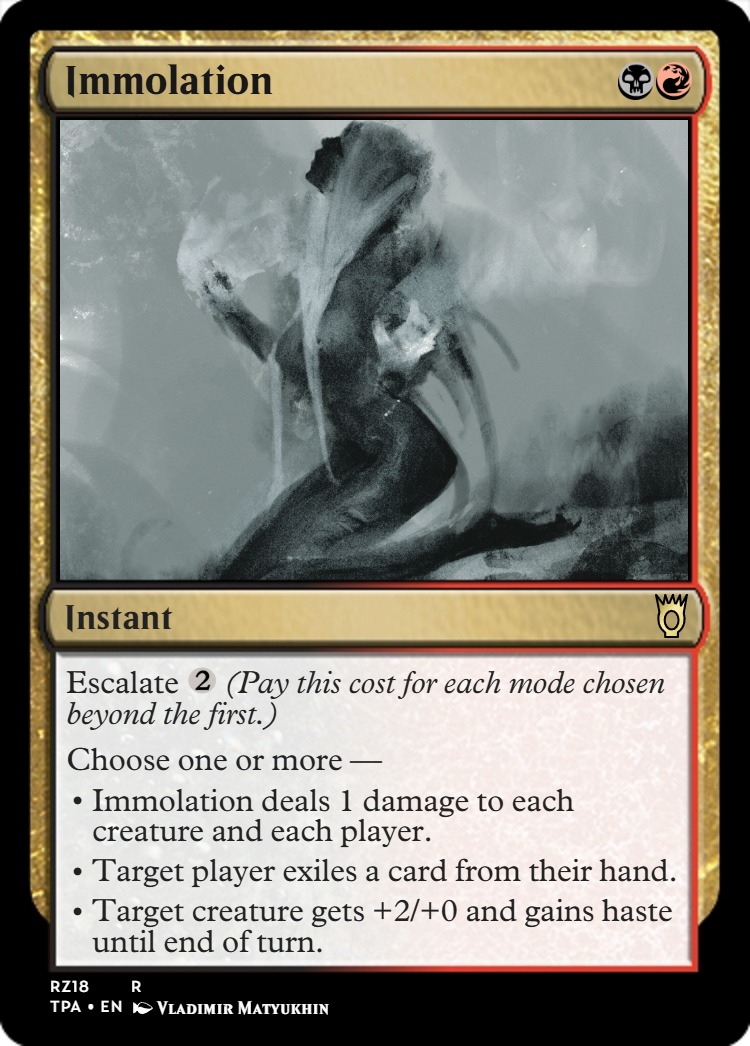 Immolation
Instant
Escalate 2 (Pay this cost for each mode chosen
beyond the first.)
Choose one or more —
• Immolation deals 1 damage to each
creature and each player.
• Target player exiles a card from their hand.
• Target creature gets +2/+0 and gains haste
until end of turn.
RZ18 R
TPA • EN Vladimir Matyukhin